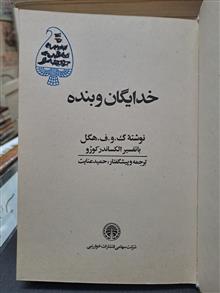 خدایگان و بنده
نوشتهٔ ک. و. ف. هگل
با تفسیر الکساندر کوژو
ترجمه و پیشگفتار: حمید عنایت
شرکت سهامی انتشارات خوارزمی